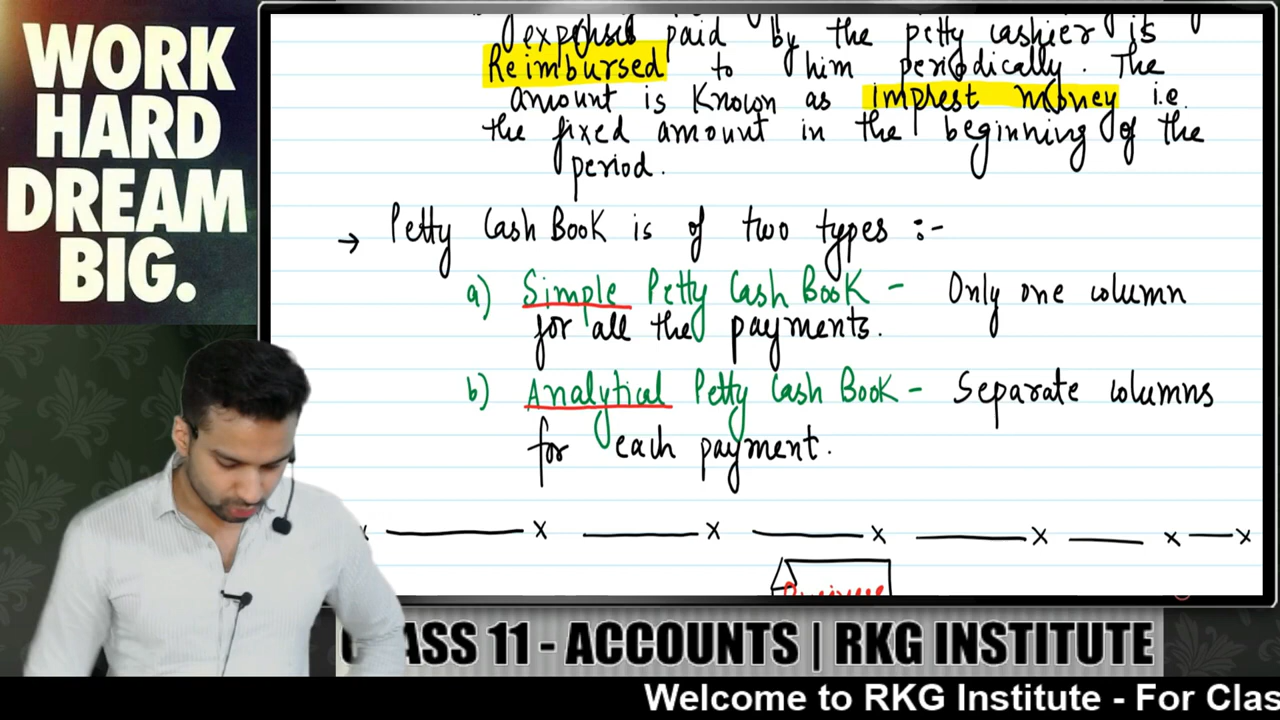 WORK
HARD
DREAM
BIG.
expenses paid by the petty cashier is
Reimbursed to him periodically. The
amount is known as imprest money i.e.
the fixed amount in the beginning of the
period.
→ Petty Cash Book is of two types :-
a) Simple Petty Cash Book - Only one column
for all the payments.
b) Analytical Petty Cash Book - Separate columns
for each payment.
x x x x x x
CLASS 11 - ACCOUNTS | RKG INSTITUTE
Welcome to RKG Institute - For Clas